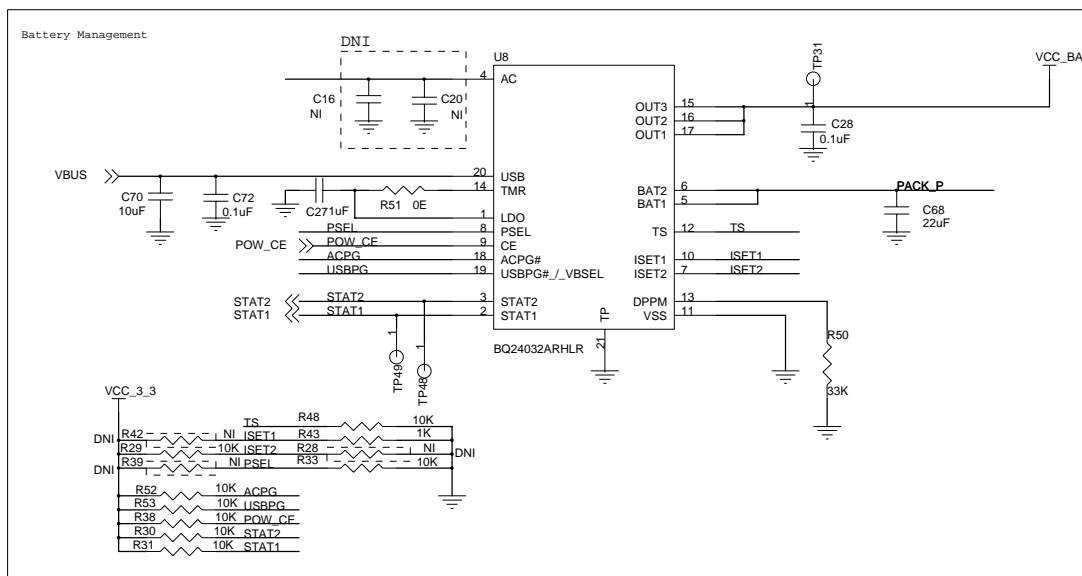 Battery Management
DNI
U8
TP31
VCC_BA
4 AC
C16
NI
C20
NI
1
OUT3 15
OUT2 16
OUT1 17
C28
0.1uF
VBUS
20 USB
14 TMR
C70
10uF
C72
0.1uF
C27 1uF
R51 0E
BAT2 6
BAT1 5
PACK_P
C68
22uF
1 LDO
PSEL 8 PSEL
POW_CE POW_CE 9 CE
ACPG 18 ACPG#
USBPG 19 USBPG#_/_VBSEL
TS 12 TS
ISET1 10 ISET1
ISET2 7 ISET2
STAT2 STAT2 3 STAT2
STAT1 STAT1 2 STAT1
DPPM 13
VSS 11
TP
21
BQ24032ARHLR
R50
33K
1
1
TP49
TP48
VCC_3_3
TS R48 10K
DNI R42 NI ISET1 R43 1K
R29 10K ISET2 R28 NI DNI
DNI R39 NI PSEL R33 10K
R52 10K ACPG
R53 10K USBPG
R38 10K POW_CE
R30 10K STAT2
R31 10K STAT1